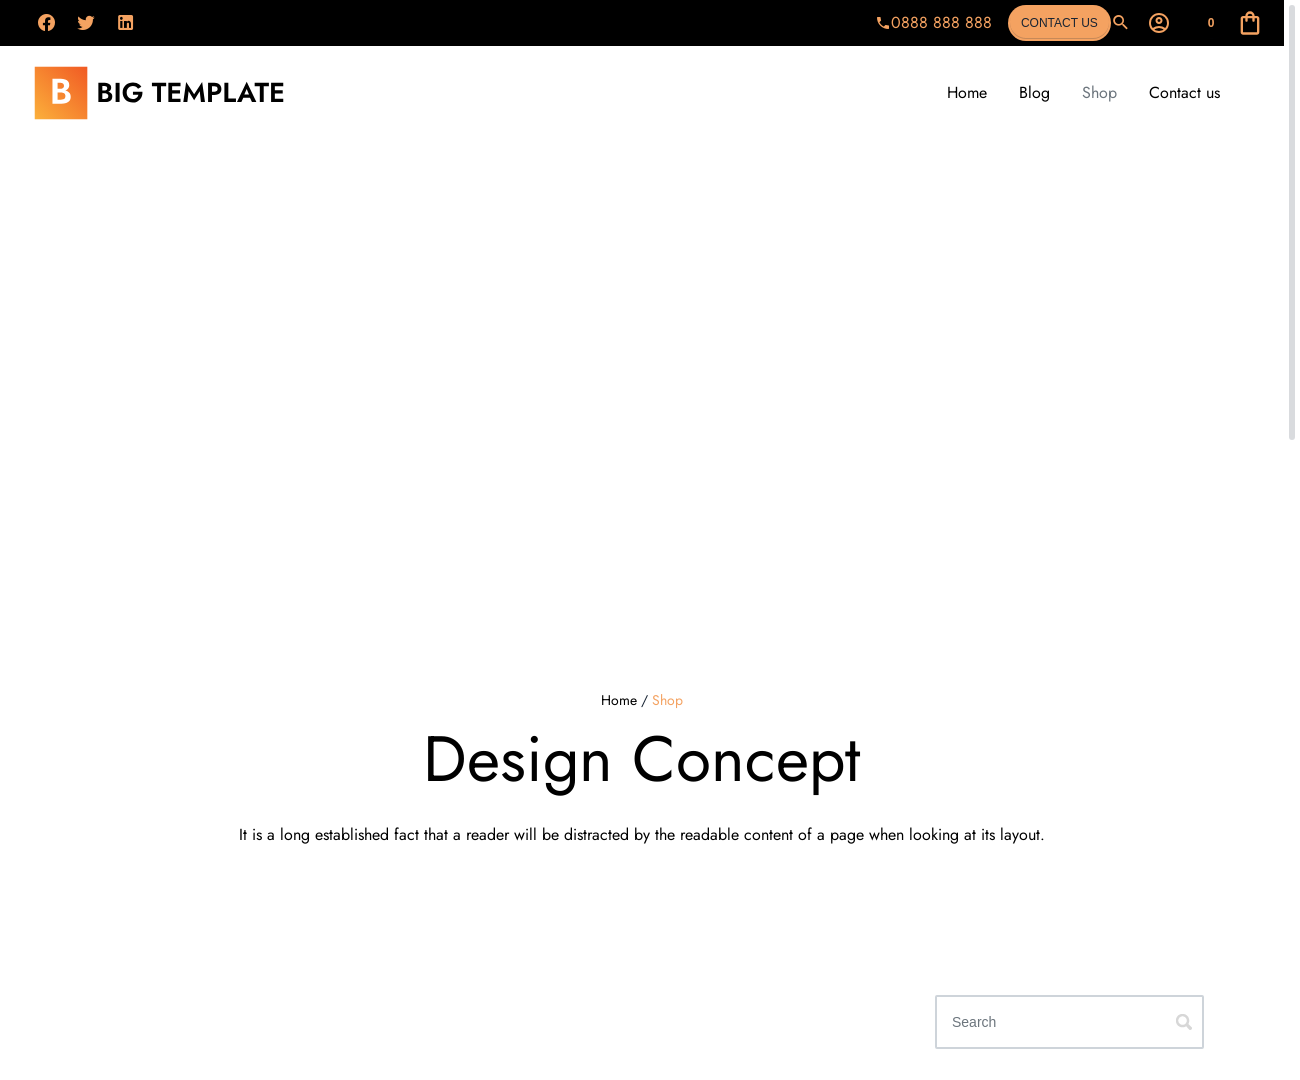 0888 888 888 CONTACT US 0
B BIG TEMPLATE Home Blog Shop Contact us
Home / Shop
Design Concept
It is a long established fact that a reader will be distracted by the readable content of a page when looking at its layout.
Search